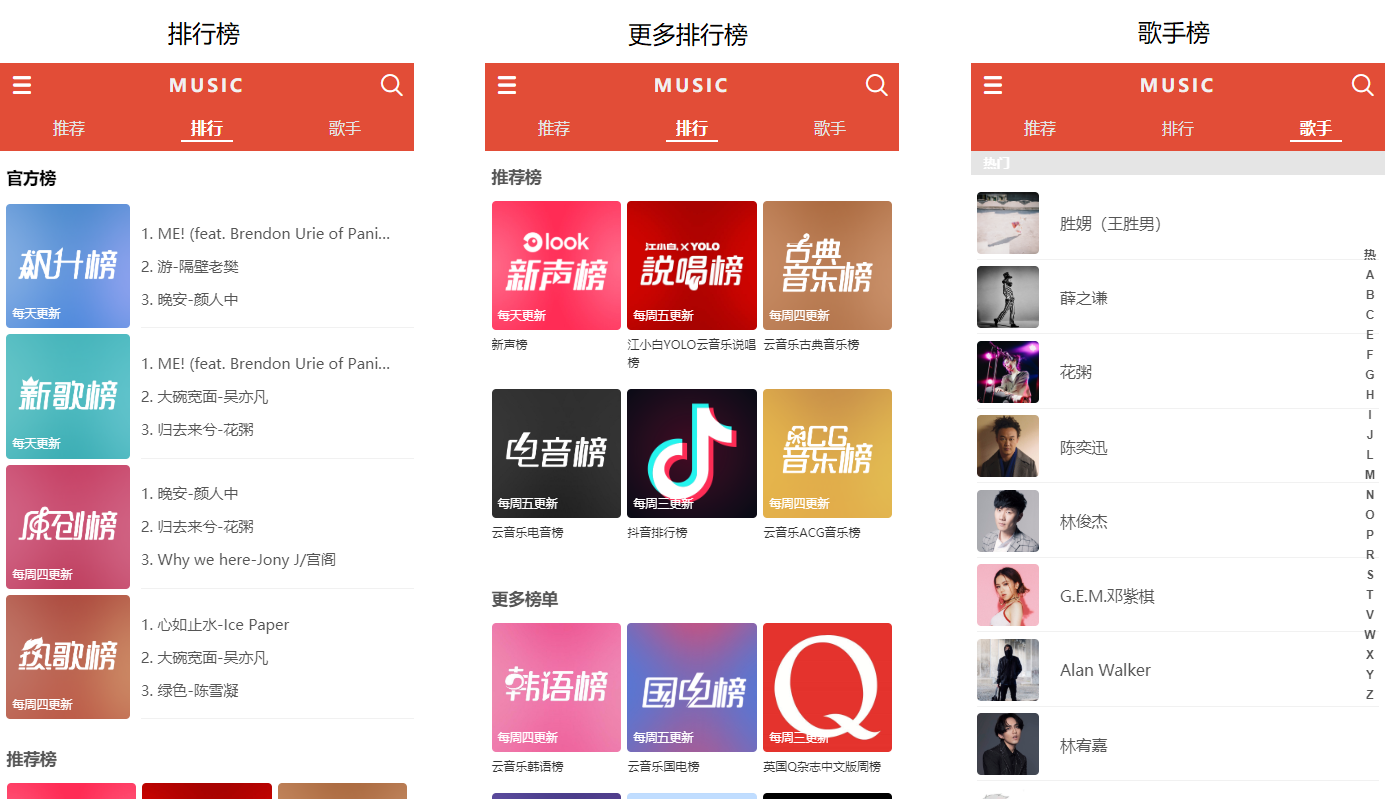 排行榜
MUSIC
推荐 排行 歌手
官方榜
飙升榜
每天更新
1. ME! (feat. Brendon Urie of Pani...
2. 游-隔壁老樊
3. 晚安-颜人中
新歌榜
每天更新
1. ME! (feat. Brendon Urie of Pani...
2. 大碗宽面-吴亦凡
3. 归去来兮-花粥
原创榜
每周四更新
1. 晚安-颜人中
2. 归去来兮-花粥
3. Why we here-Jony J/宫阁
热歌榜
每周四更新
1. 心如止水-Ice Paper
2. 大碗宽面-吴亦凡
3. 绿色-陈雪凝
推荐榜
更多排行榜
MUSIC
推荐 排行 歌手
推荐榜
look
新声榜
每天更新
新声榜
江小白 X YOLO
説唱榜
每周五更新
江小白YOLO云音乐说唱
榜
古典
音乐榜
每周四更新
云音乐古典音乐榜
电音榜
每周五更新
云音乐电音榜
每周三更新
抖音排行榜
ACG
音乐榜
每周四更新
云音乐ACG音乐榜
更多榜单
韩语榜
每周四更新
云音乐韩语榜
国电榜
每周五更新
云音乐国电榜
Q
每周三更新
英国Q杂志中文版周榜
歌手榜
MUSIC
推荐 排行 歌手
热门
胜娚（王胜男）
薛之谦
花粥
陈奕迅
林俊杰
G.E.M.邓紫棋
Alan Walker
林宥嘉
热
A
B
C
E
F
G
H
I
J
L
M
N
O
P
R
S
T
V
W
X
Y
Z